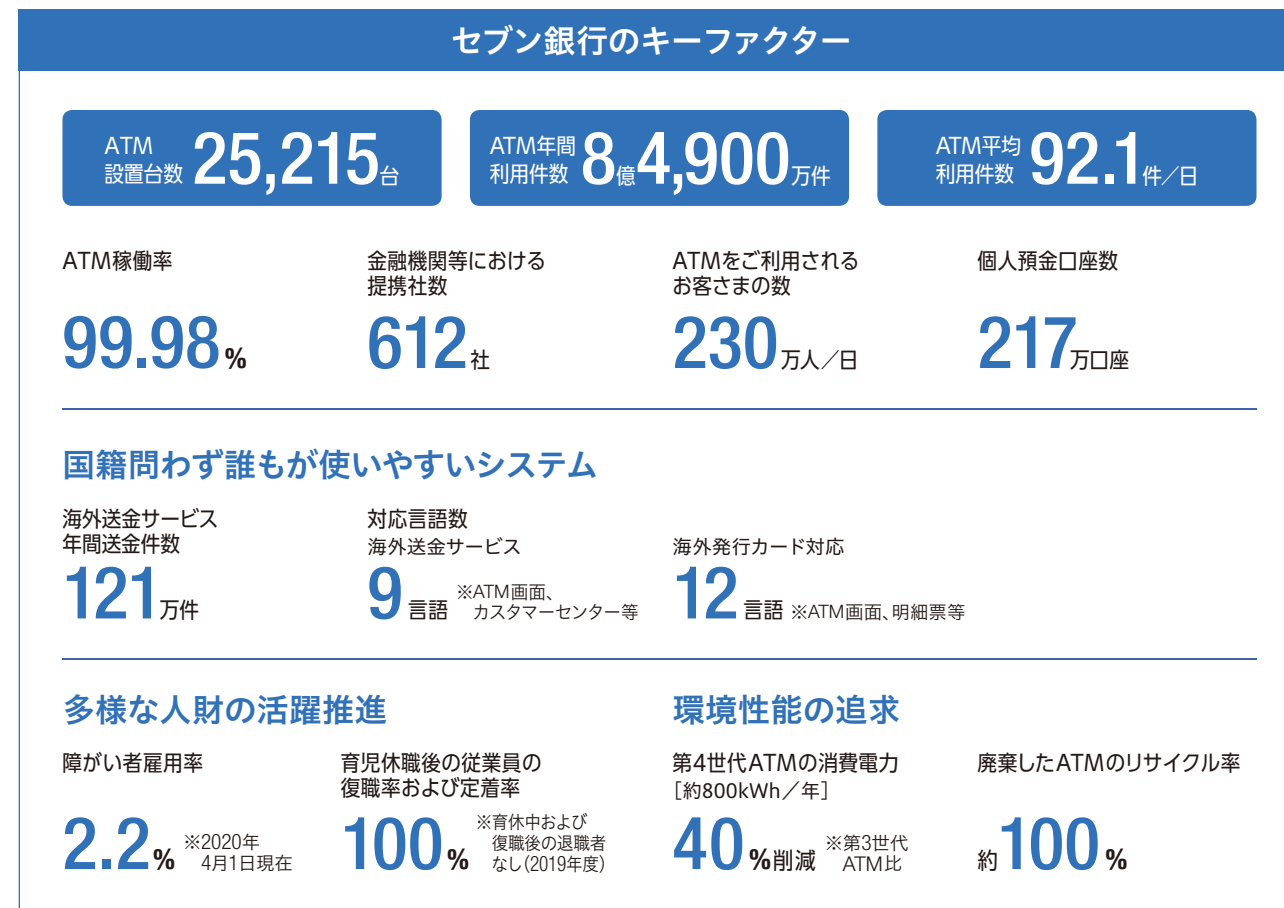 セブン銀行のキーファクター
ATM
設置台数 25,215台
ATM年間
利用件数 8億4,900万件
ATM平均
利用件数 92.1件/日
ATM稼働率
99.98%
金融機関等における
提携社数
612社
ATMをご利用される
お客さまの数
230万人/日
個人預金口座数
217万口座
国籍問わず誰もが使いやすいシステム
海外送金サービス
年間送金件数
121万件
対応言語数
海外送金サービス
9言語 ※ATM画面、
カスタマーセンター等
海外発行カード対応
12言語 ※ATM画面、明細票等
多様な人財の活躍推進
障がい者雇用率
2.2% ※2020年
4月1日現在
育児休職後の従業員の
復職率および定着率
100% ※育休中および
復職後の退職者
なし(2019年度)
環境性能の追求
第4世代ATMの消費電力
[約800kWh/年]
40%削減 ※第3世代
ATM比
廃棄したATMのリサイクル率
約100%